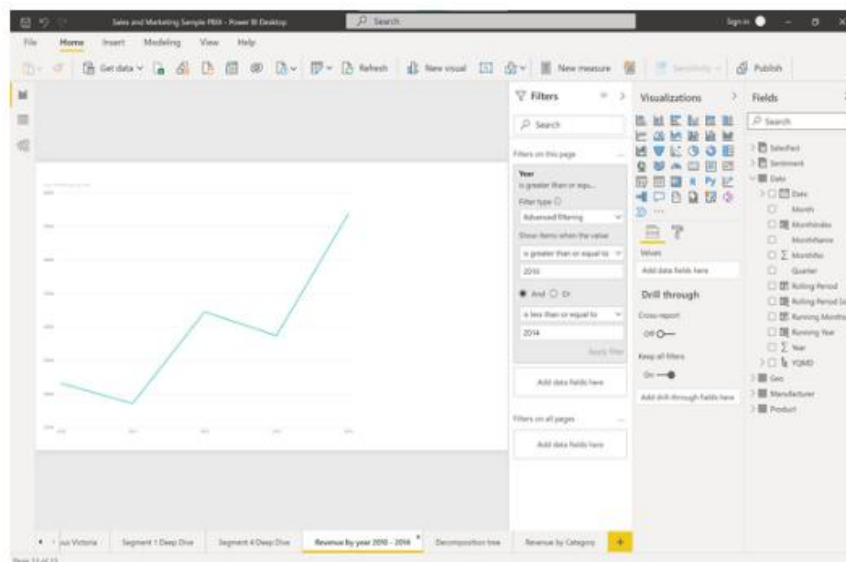 Sales and Marketing Sample PBIX - Power BI Desktop
Search
Sign in
File
Home
Insert
Modeling
View
Help
Get data
Refresh
New visual
New measure
Sensitivity
Publish
Filters
Search
Filters on this page
...
Year
is greater than or equ...
Filter type
Advanced filtering
Show items when the value
is greater than or equal to
2010
And
Or
is less than or equal to
2014
Apply filter
Add data fields here
Filters on all pages
...
Add data fields here
Visualizations
R
Py
...
Values
Add data fields here
Drill through
Cross-report
Off
Keep all filters
On
Add drill-through fields here
Fields
Search
SalesFact
Sentiment
Date
Date
Month
MonthIndex
MonthName
MonthNo
Quarter
Rolling Period
Rolling Period
Running Months
Running Year
Year
YQMD
Geo
Manufacturer
Product
Victoria
Segment 1 Deep Dive
Segment 4 Deep Dive
Revenue by year 2010 - 2014
Decomposition tree
Revenue by Category
+